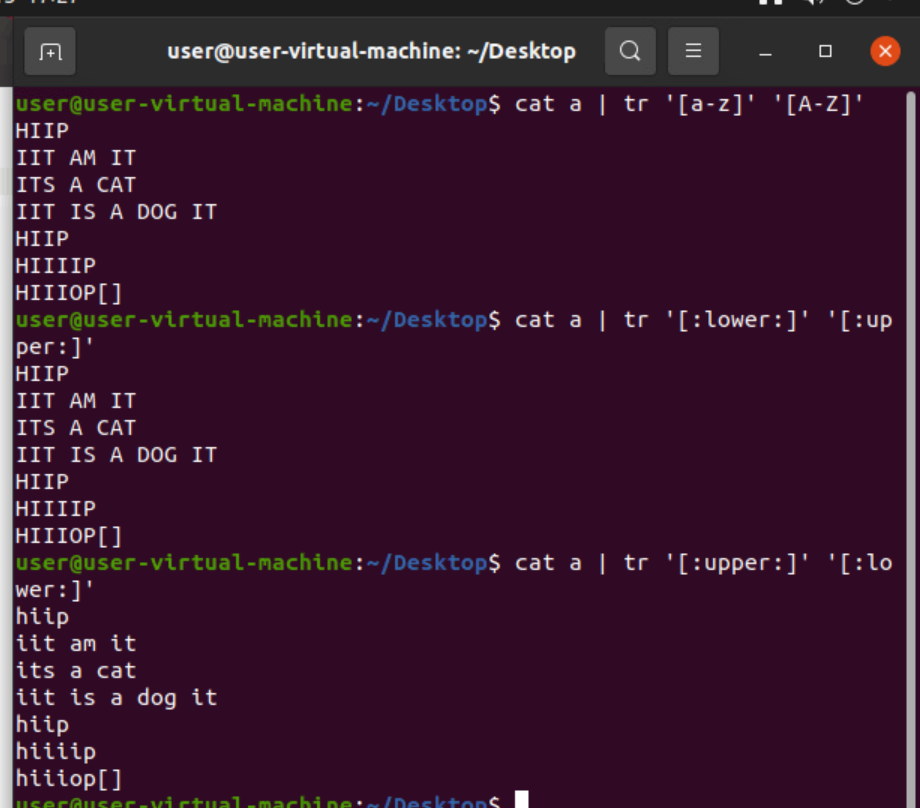 user@user-virtual-machine: ~/Desktop
user@user-virtual-machine:~/Desktop$ cat a | tr '[a-z]' '[A-Z]'
HIIP
IIT AM IT
ITS A CAT
IIT IS A DOG IT
HIIP
HIIIIP
HIIIOP[]
user@user-virtual-machine:~/Desktop$ cat a | tr '[:lower:]' '[:up
per:]'
HIIP
IIT AM IT
ITS A CAT
IIT IS A DOG IT
HIIP
HIIIIP
HIIIOP[]
user@user-virtual-machine:~/Desktop$ cat a | tr '[:upper:]' '[:lo
wer:]'
hiip
iit am it
its a cat
iit is a dog it
hiip
hiiiip
hiiiop[]
user@user-virtual-machine:~/Desktop$